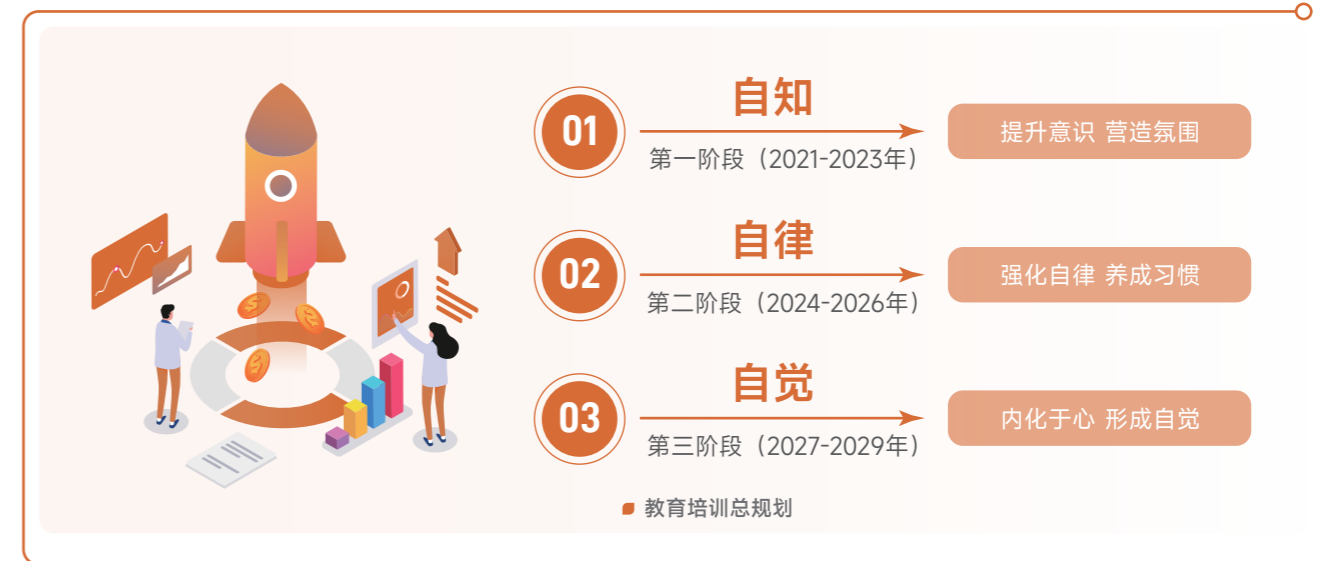 01
自知
第一阶段（2021-2023年）
提升意识 营造氛围
02
自律
第二阶段（2024-2026年）
强化自律 养成习惯
03
自觉
第三阶段（2027-2029年）
内化于心 形成自觉
教育培训总规划